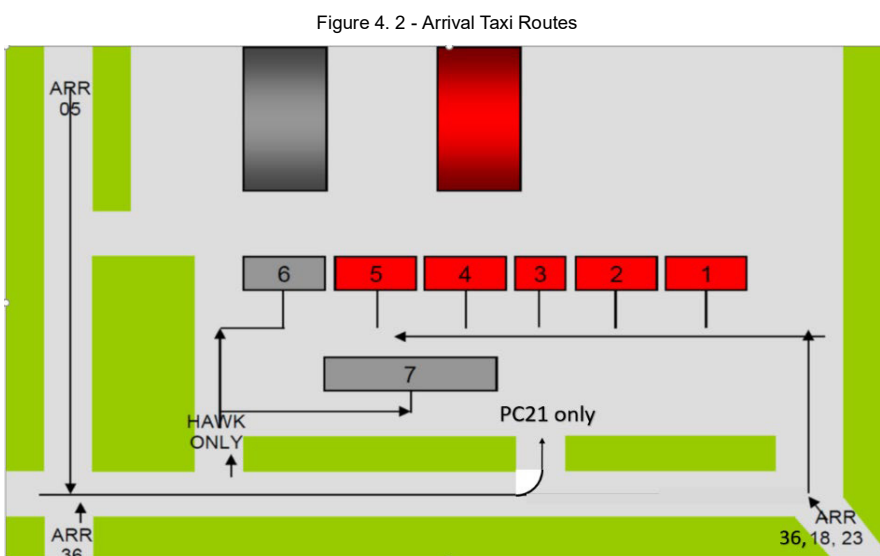 Figure 4. 2 - Arrival Taxi Routes
ARR
05
6
5
4
3
2
1
7
HAWK
ONLY
PC21 only
ARR
36
ARR
36, 18, 23